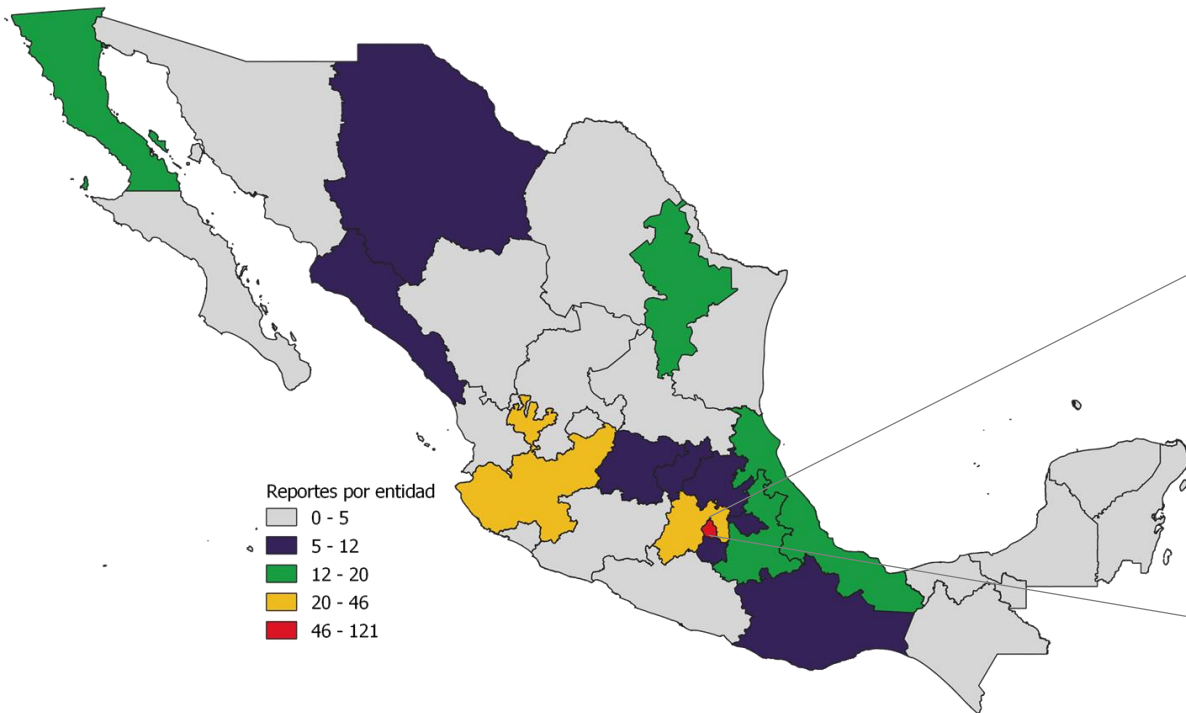 Reportes por entidad
0 - 5
5 - 12
12 - 20
20 - 46
46 - 121